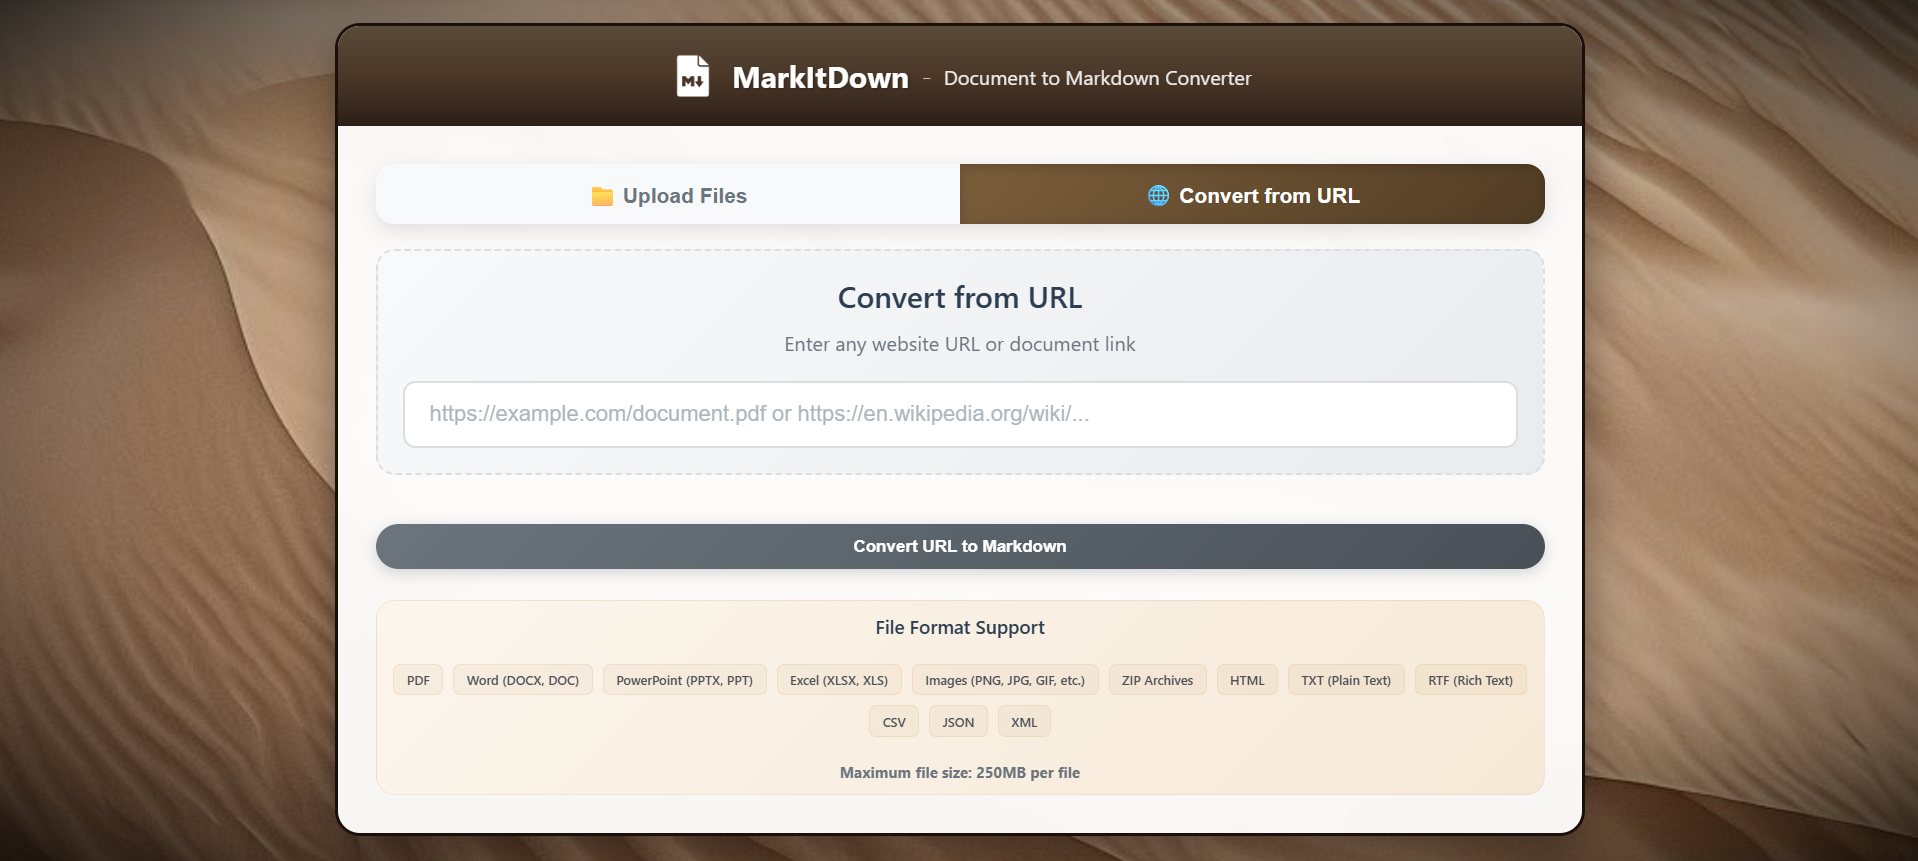 M↓ MarkItDown - Document to Markdown Converter
Upload Files
Convert from URL
Convert from URL
Enter any website URL or document link
https://example.com/document.pdf or https://en.wikipedia.org/wiki/...
Convert URL to Markdown
File Format Support
PDF Word (DOCX, DOC) PowerPoint (PPTX, PPT) Excel (XLSX, XLS) Images (PNG, JPG, GIF, etc.) ZIP Archives HTML TXT (Plain Text) RTF (Rich Text)
CSV JSON XML
Maximum file size: 250MB per file